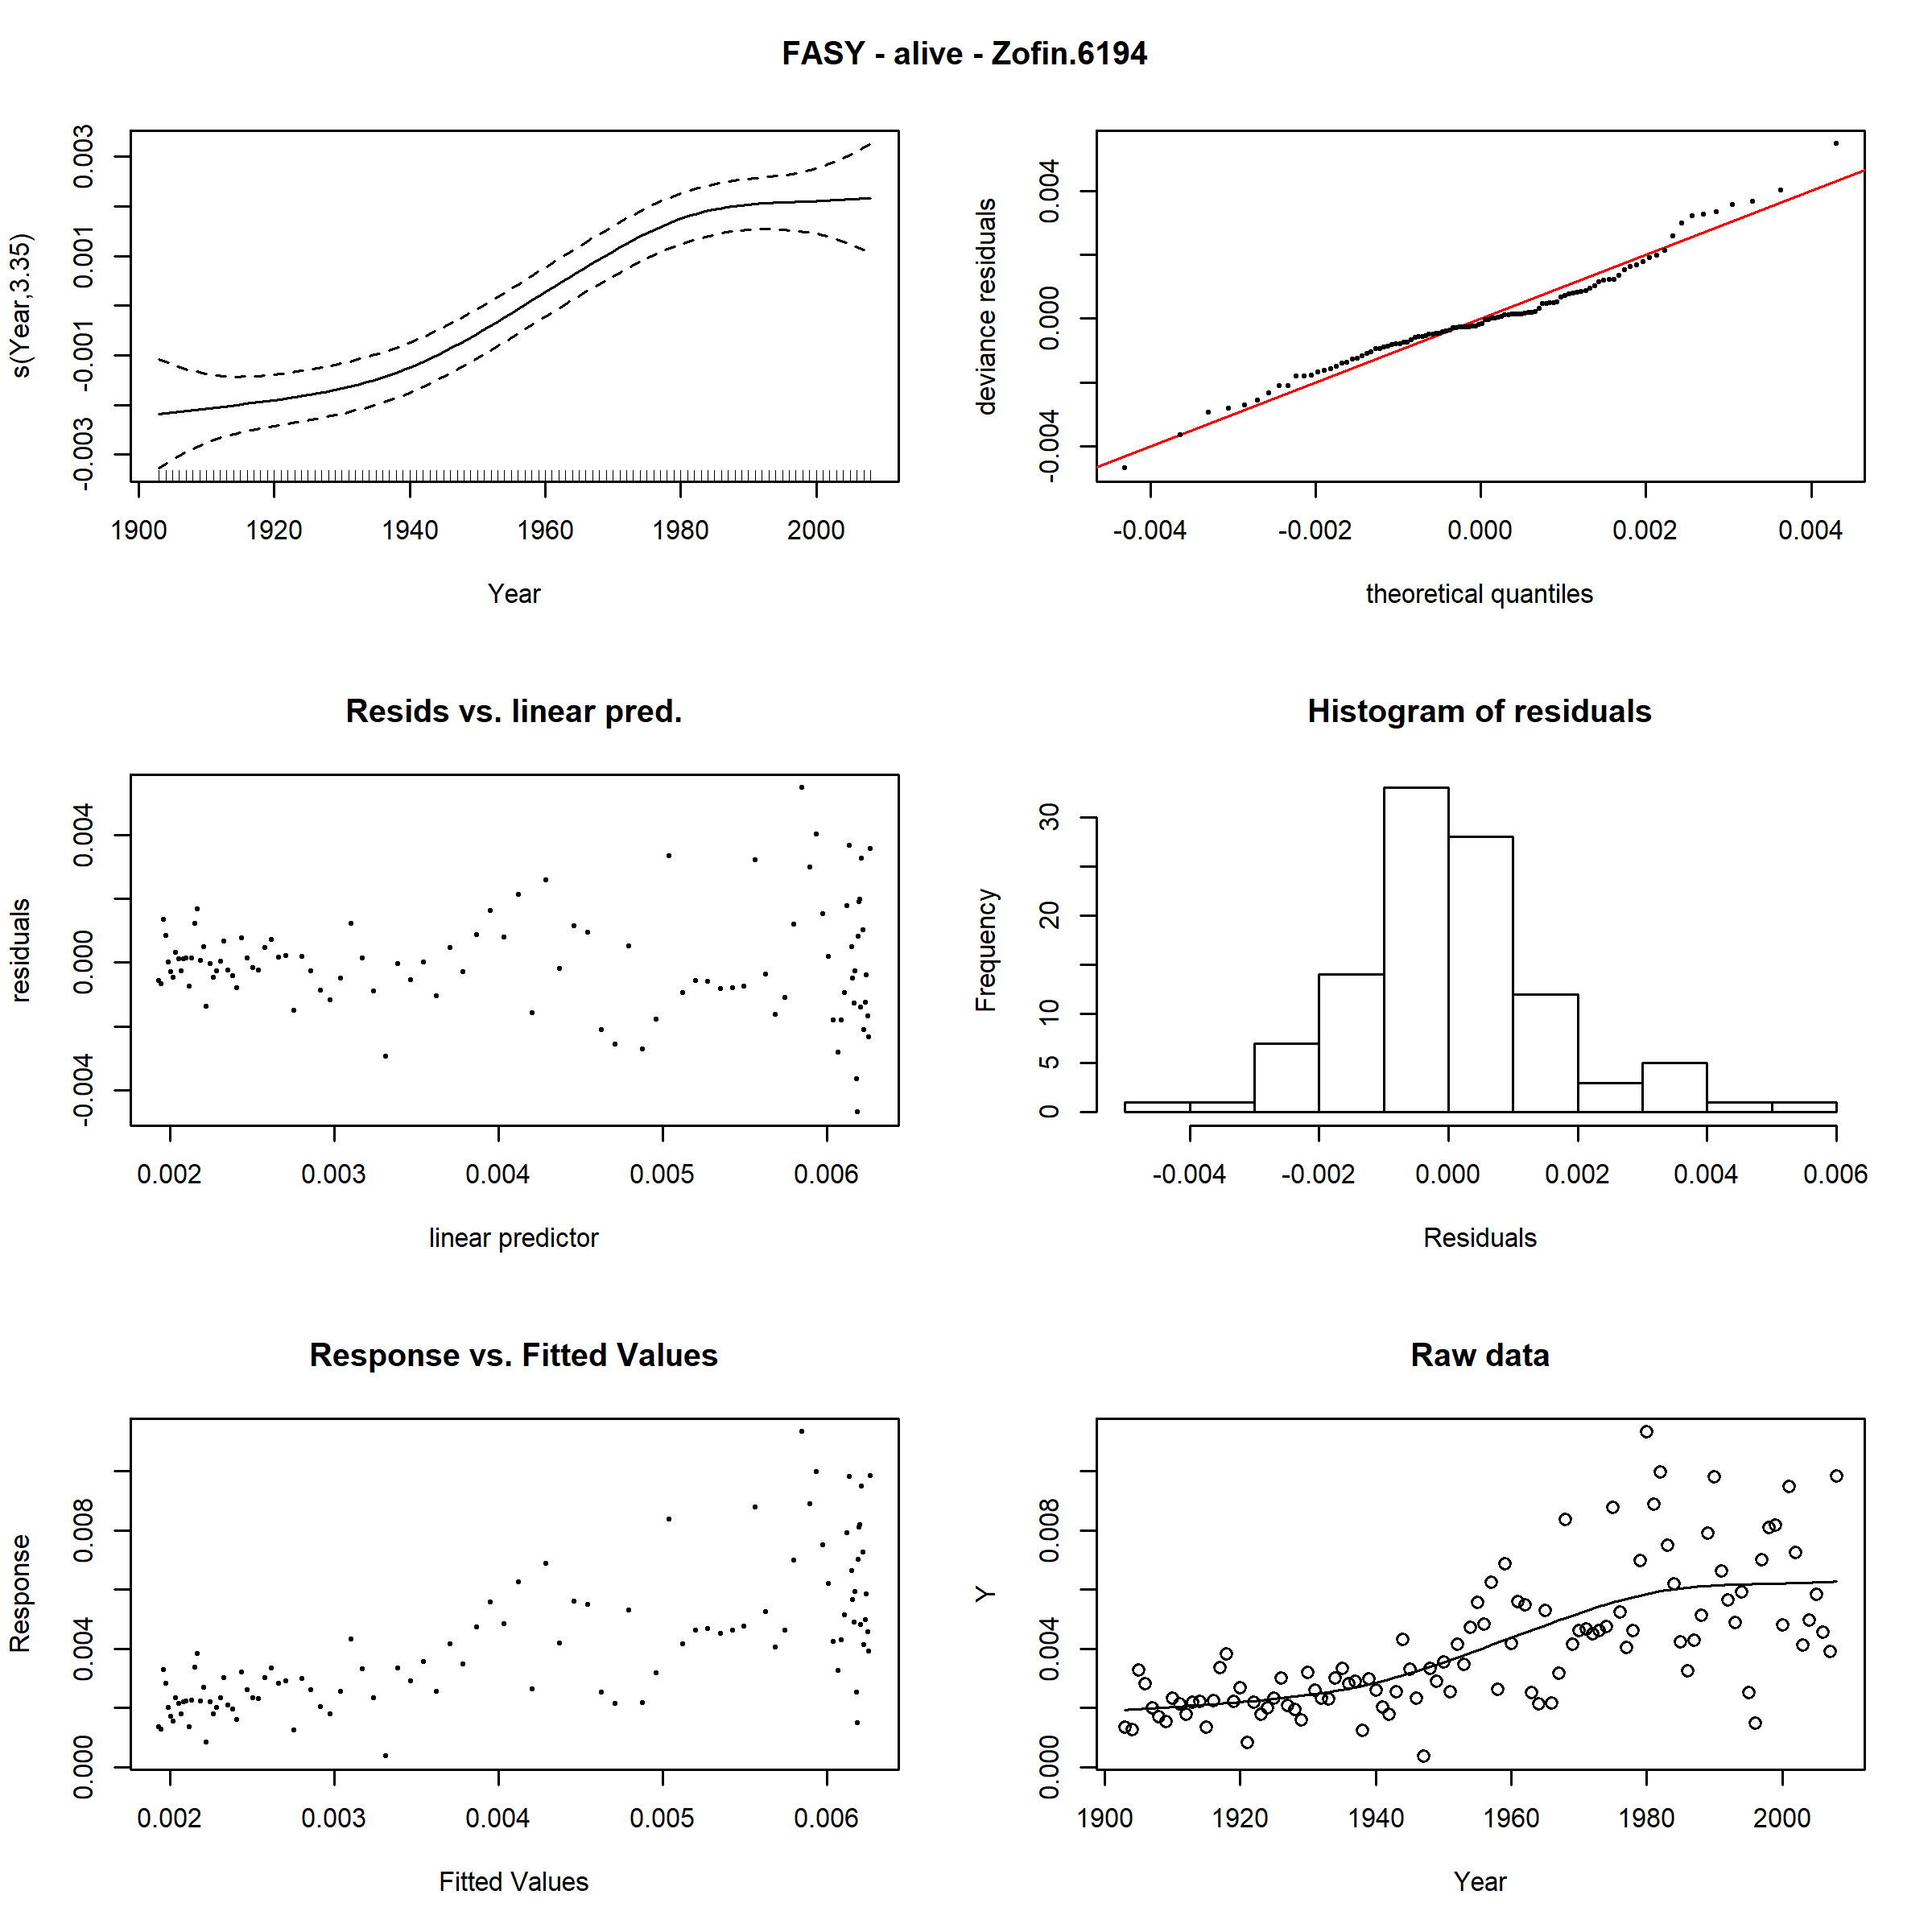 FASY - alive - Zofin.6194
s(Year,3.35)
-0.003 -0.001 0.001 0.003
1900 1920 1940 1960 1980 2000
Year
deviance residuals
-0.004 0.000 0.004
-0.004 -0.002 0.000 0.002 0.004
theoretical quantiles
Resids vs. linear pred.
residuals
-0.004 0.000 0.004
0.002 0.003 0.004 0.005 0.006
linear predictor
Histogram of residuals
Frequency
0 5 10 20 30
-0.004 -0.002 0.000 0.002 0.004 0.006
Residuals
Response vs. Fitted Values
Response
0.000 0.004 0.008
0.002 0.003 0.004 0.005 0.006
Fitted Values
Raw data
Y
0.000 0.004 0.008
1900 1920 1940 1960 1980 2000
Year